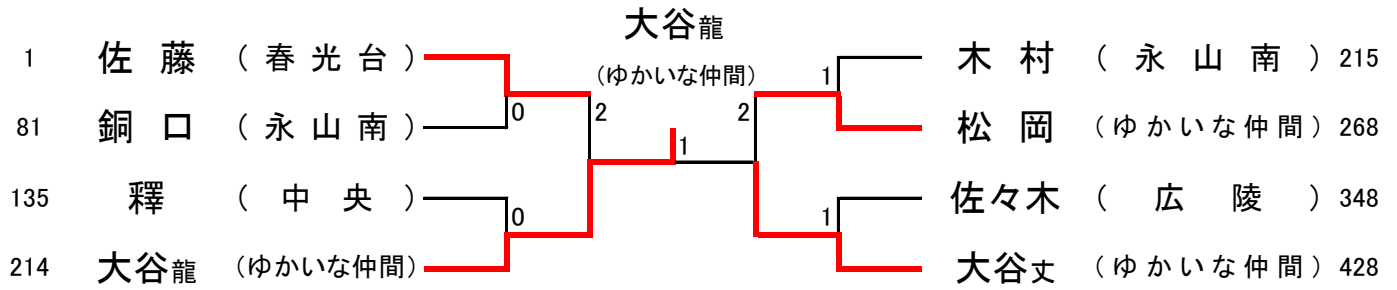 大谷龍
(ゆかいな仲間)
1 佐藤 (春光台)
0
81 銅口 (永山南)
2
135 釋 (中央)
0
214 大谷龍 (ゆかいな仲間)
1
木村 (永山南) 215
1
松岡 (ゆかいな仲間) 268
2
佐々木 (広陵) 348
1
大谷丈 (ゆかいな仲間) 428